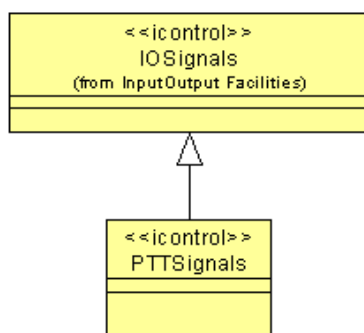 <<icontrol>>
IOSignals
(from InputOutput Facilities)
<<icontrol>>
PTTSignals